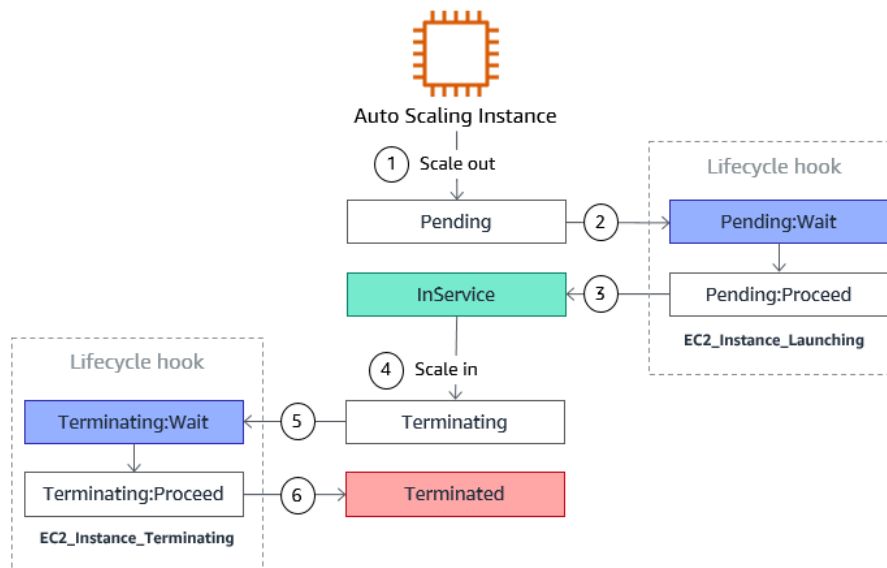 Auto Scaling Instance
1 Scale out
Lifecycle hook
Pending
2
Pending:Wait
InService
3
Pending:Proceed
EC2_Instance_Launching
Lifecycle hook
4 Scale in
Terminating:Wait
5
Terminating
Terminating:Proceed
6
Terminated
EC2_Instance_Terminating